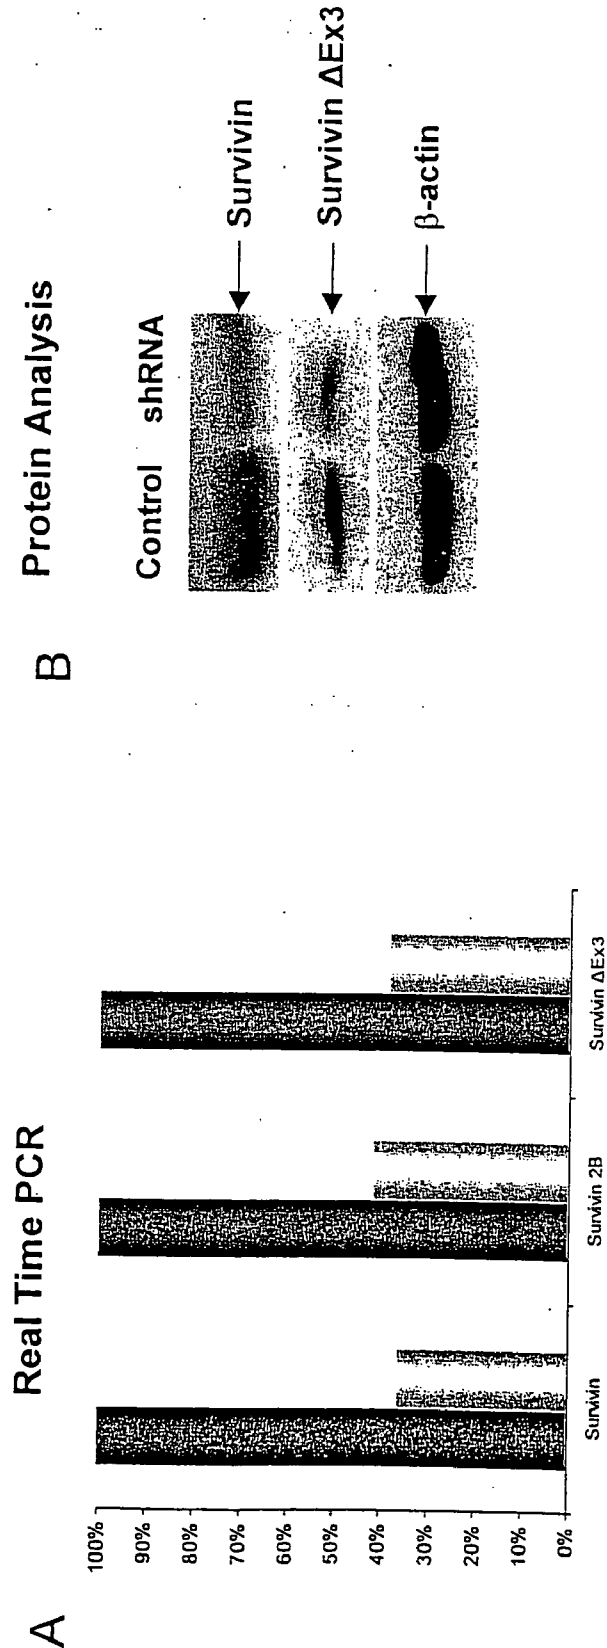 A
Real Time PCR
100%
90%
80%
70%
60%
50%
40%
30%
20%
10%
0%
Survivin
Survivin 2B
Survivin ΔEx3
B
Protein Analysis
Control shRNA
Survivin
Survivin ΔEx3
β-actin